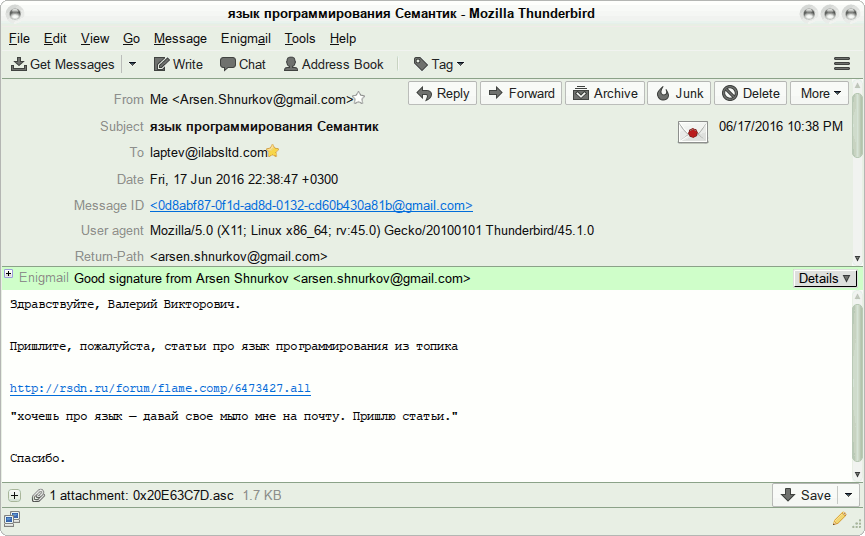 язык программирования Семантик - Mozilla Thunderbird
File Edit View Go Message Enigmail Tools Help
Get Messages Write Chat Address Book Tag
From Me <Arsen.Shnurkov@gmail.com> Reply Forward Archive Junk Delete More
Subject язык программирования Семантик 06/17/2016 10:38 PM
To laptev@ilabsltd.com
Date Fri, 17 Jun 2016 22:38:47 +0300
Message ID <0d8abf87-0f1d-ad8d-0132-cd60b430a81b@gmail.com>
User agent Mozilla/5.0 (X11; Linux x86_64; rv:45.0) Gecko/20100101 Thunderbird/45.1.0
Return-Path <arsen.shnurkov@gmail.com>
Enigmail Good signature from Arsen Shnurkov <arsen.shnurkov@gmail.com> Details
Здравствуйте, Валерий Викторович.
Пришлите, пожалуйста, статьи про язык программирования из топика
http://rsdn.ru/forum/flame.comp/6473427.all
"хочешь про язык — давай свое мыло мне на почту. Пришлю статьи."
Спасибо.
1 attachment: 0x20E63C7D.asc 1.7 KB Save